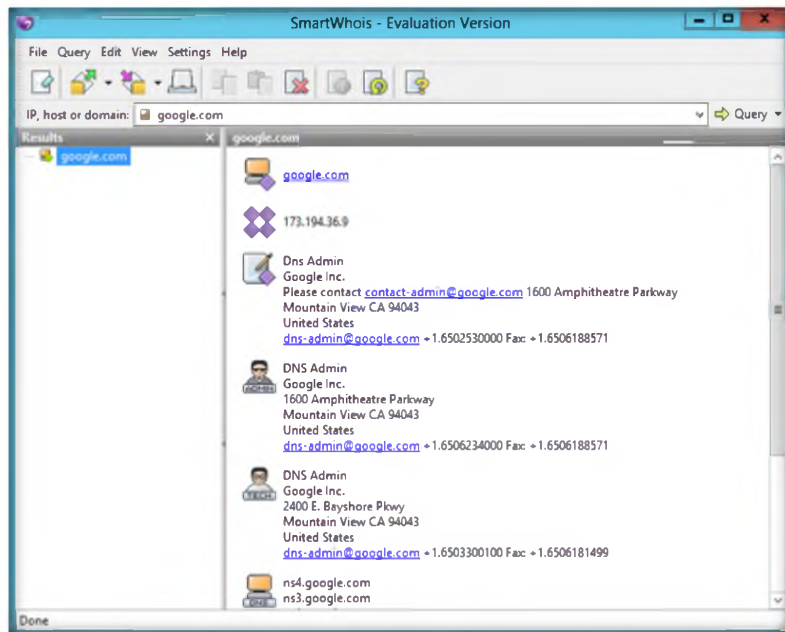 SmartWhois - Evaluation Version
File Query Edit View Settings Help
IP, host or domain: google.com Query
Results
google.com
google.com
google.com
173.194.36.9
Dns Admin
Google Inc.
Please contact contact-admin@google.com 1600 Amphitheatre Parkway
Mountain View CA 94043
United States
dns-admin@google.com +1.6502530000 Fax: +1.6506188571
DNS Admin
Google Inc.
1600 Amphitheatre Parkway
Mountain View CA 94043
United States
dns-admin@google.com +1.6506234000 Fax: +1.6506188571
ADMIN
DNS Admin
Google Inc.
2400 E. Bayshore Pkwy
Mountain View CA 94043
United States
dns-admin@google.com +1.6503300100 Fax: +1.6506181499
TECH
ns4.google.com
ns3.google.com
DNS
Done